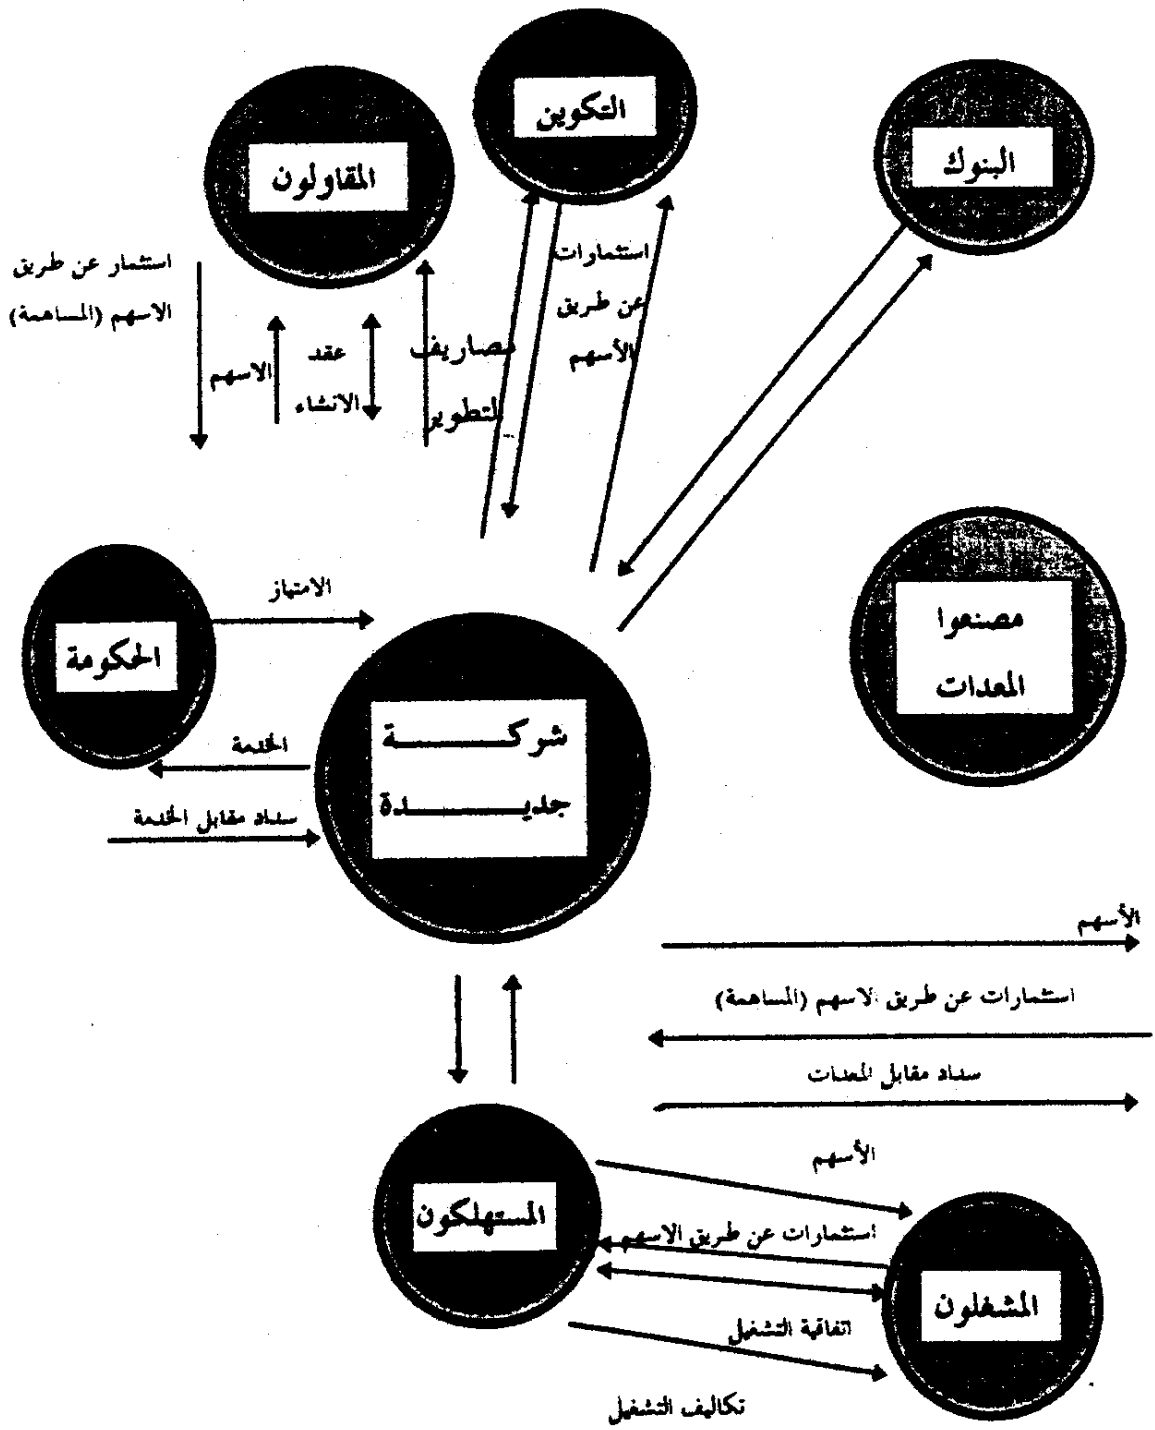 التكوين
البنوك
المقاولون
استثمارات
عن طريق
الأسهم
استثمار عن طريق
الاسهم (المساهمة)
الاسهم
عقد
الانشاء
مصاريف
التطوير
مصنعوا
المعدات
الامتياز
الحكومة
شركـــــــة
جديـــــــدة
الخدمة
سداد مقابل الخدمة
الأسهم
استثمارات عن طريق الاسهم (المساهمة)
سداد مقابل المعدات
الأسهم
المستهلكون
استثمارات عن طريق الاسهم
المشغلون
اتفاقية التشغيل
تكاليف التشغيل